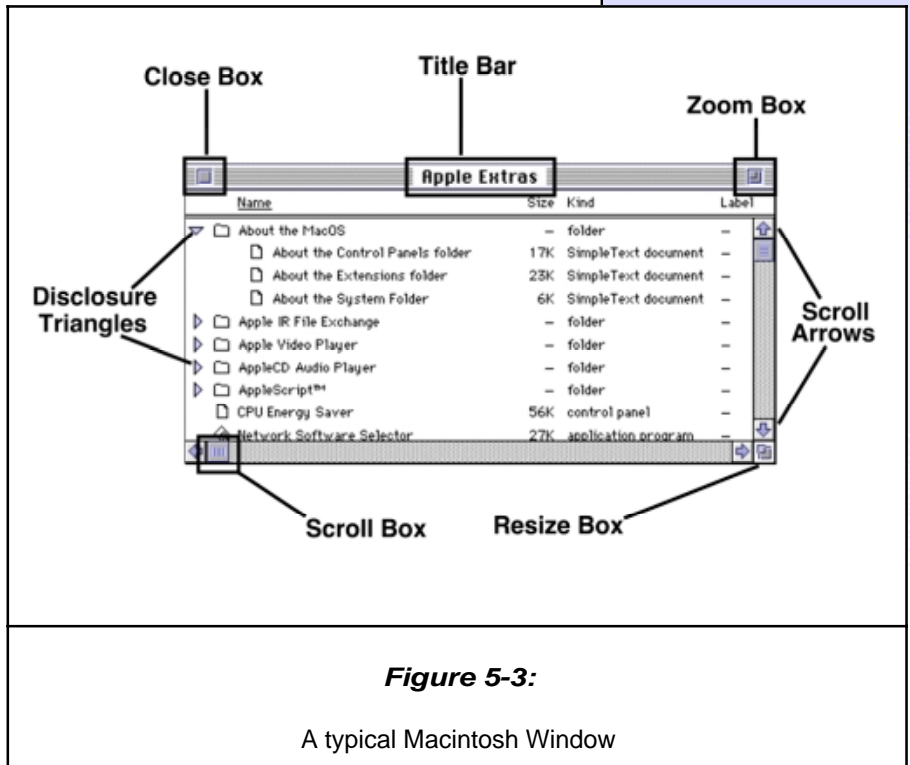 Close Box
Title Bar
Zoom Box
Apple Extras
Name Size Kind Label
About the MacOS – folder –
About the Control Panels folder 17K SimpleText document –
About the Extensions folder 23K SimpleText document –
About the System Folder 6K SimpleText document –
Disclosure Triangles
Apple IR File Exchange – folder –
Apple Video Player – folder –
AppleCD Audio Player – folder –
AppleScript™ – folder –
CPU Energy Saver 56K control panel –
Network Software Selector 27K application program –
Scroll Arrows
Scroll Box
Resize Box
Figure 5-3:
A typical Macintosh Window